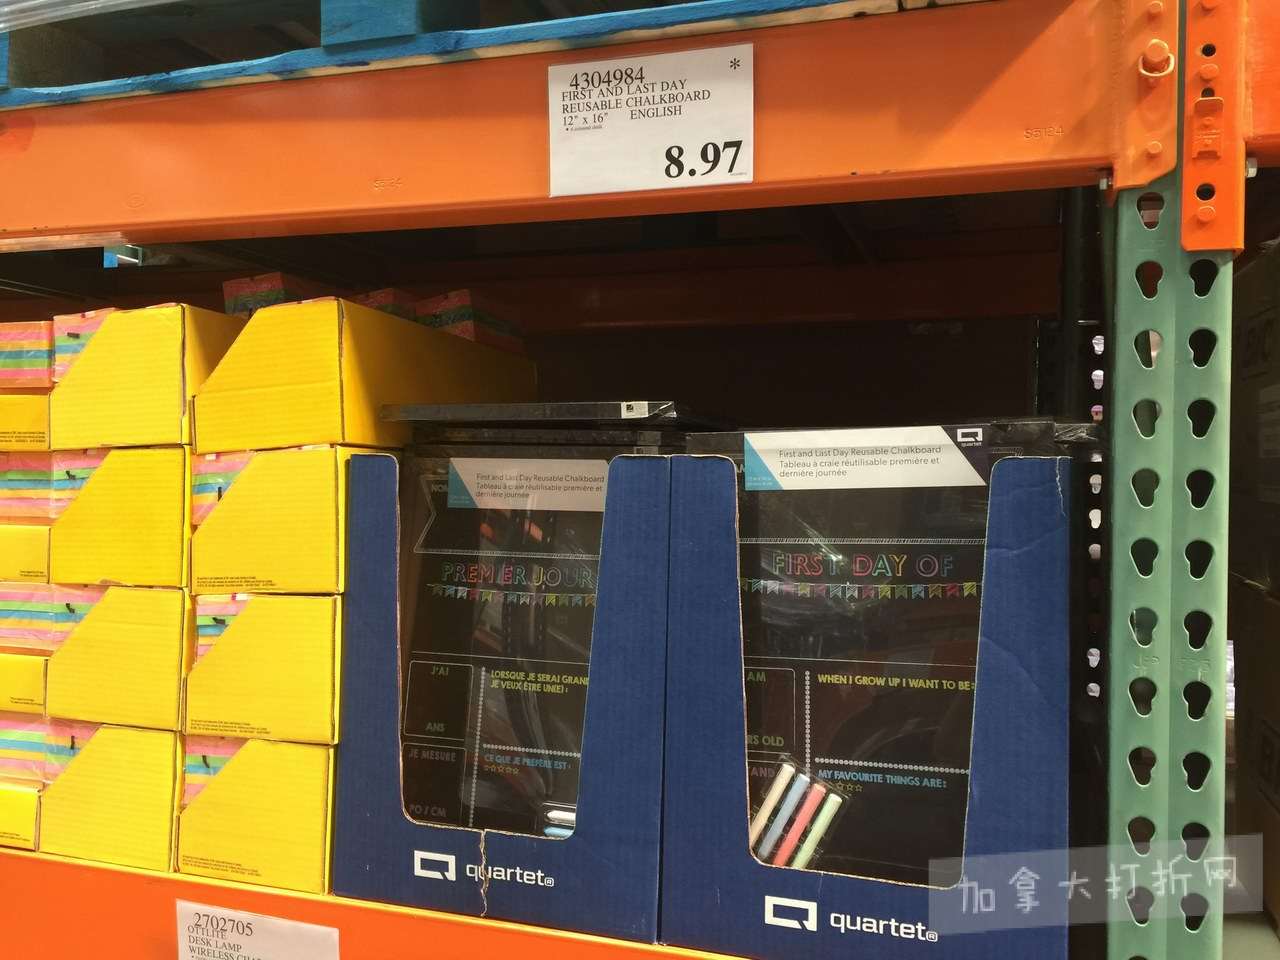 4304984 *
FIRST AND LAST DAY
REUSABLE CHALKBOARD
12" x 16" ENGLISH
8.97
First and Last Day Reusable Chalkboard
Tableau à craie réutilisable première et
dernière journée
NOM
PREMIER JOUR
J'AI
ANS
LORSQUE JE SERAI GRAND
JE VEUX ÊTRE UN(E) :
JE MESURE
CE QUE JE PRÉFÈRE EST :
PO / CM
quartet®
quartet
First and Last Day Reusable Chalkboard
Tableau à craie réutilisable première et
dernière journée
FIRST DAY OF
AM
WHEN I GROW UP I WANT TO BE:
RS OLD
MY FAVOURITE THINGS ARE:
quartet®
2702705
OTTLITE
DESK LAMP
WIRELESS CHA
加拿大打折网